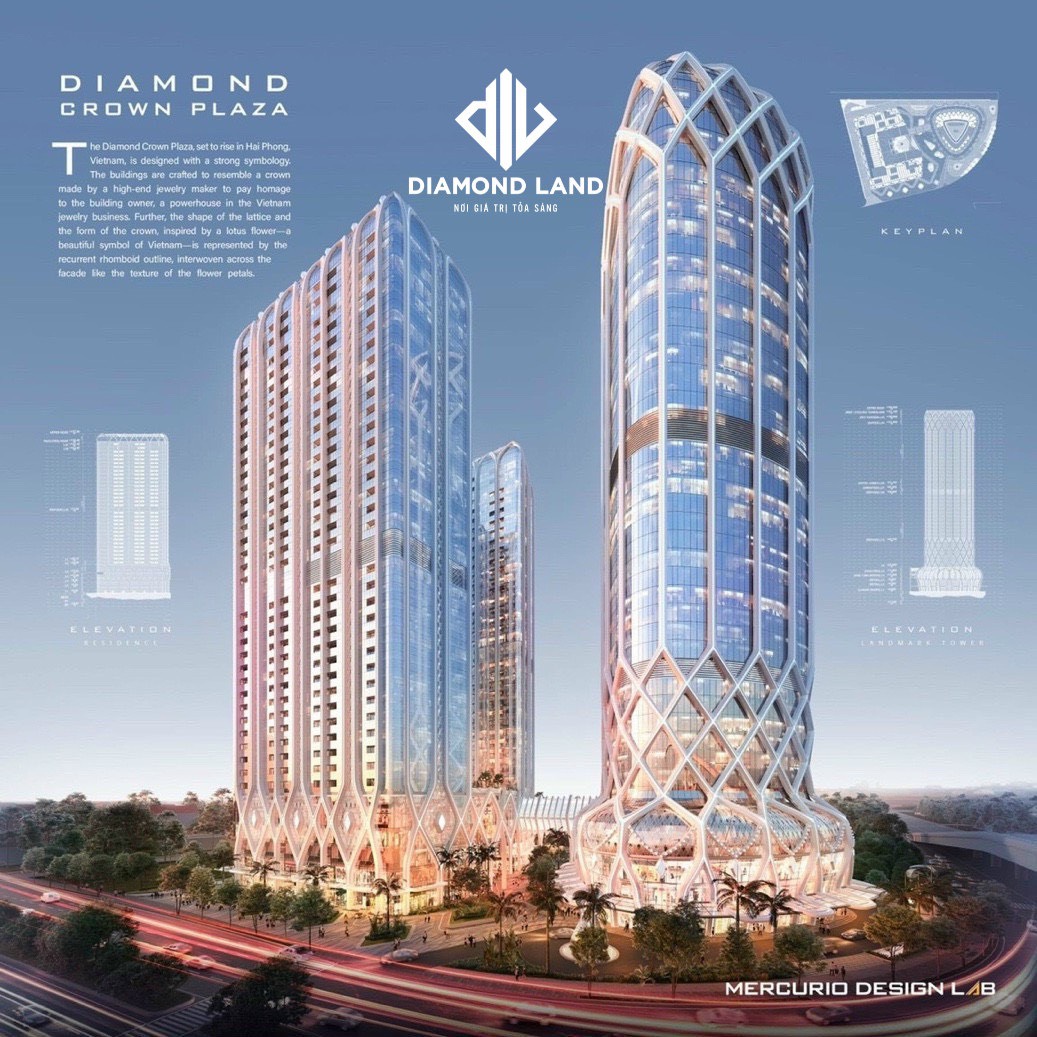 DIAMOND
CROWN PLAZA
The Diamond Crown Plaza, set to rise in Hai Phong,
Vietnam, is designed with a strong symbology.
The buildings are crafted to resemble a crown
made by a high-end jewelry maker to pay homage
to the building owner, a powerhouse in the Vietnam
jewelry business. Further, the shape of the lattice and
the form of the crown, inspired by a lotus flower—a
beautiful symbol of Vietnam—is represented by the
recurrent rhomboid outline, interwoven across the
facade like the texture of the flower petals.
DIAMOND LAND
NƠI GIÁ TRỊ TỎA SÁNG
KEYPLAN
ELEVATION
RESIDENCE
ELEVATION
LANDMARK TOWER
MERCURIO DESIGN LAB